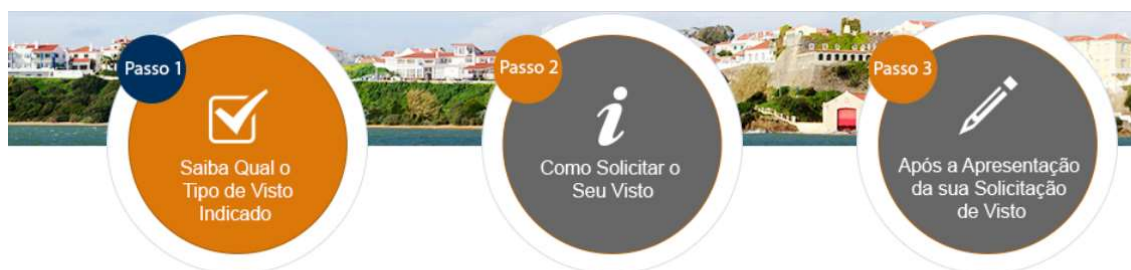 Passo 1
Saiba Qual o
Tipo de Visto
Indicado
Passo 2
Como Solicitar o
Seu Visto
Passo 3
Após a Apresentação
da sua Solicitação
de Visto